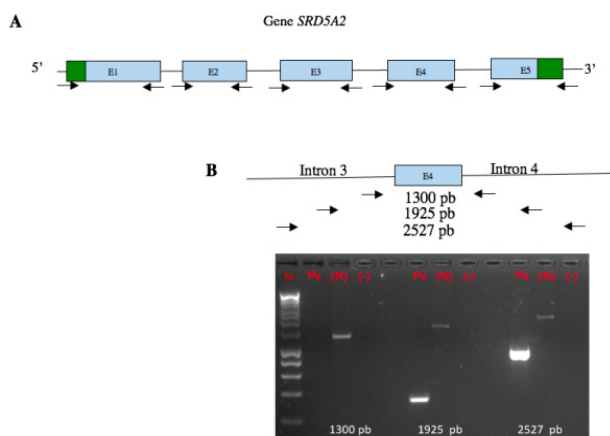 A
Gene SRD5A2
5’ E1 E2 E3 E4 E5 3’
B
Intron 3 E4 Intron 4
1300 pb
1925 pb
2527 pb
M Px (N) (-) Px (N) (-) Px (N) (-)
1300 pb 1925 pb 2527 pb